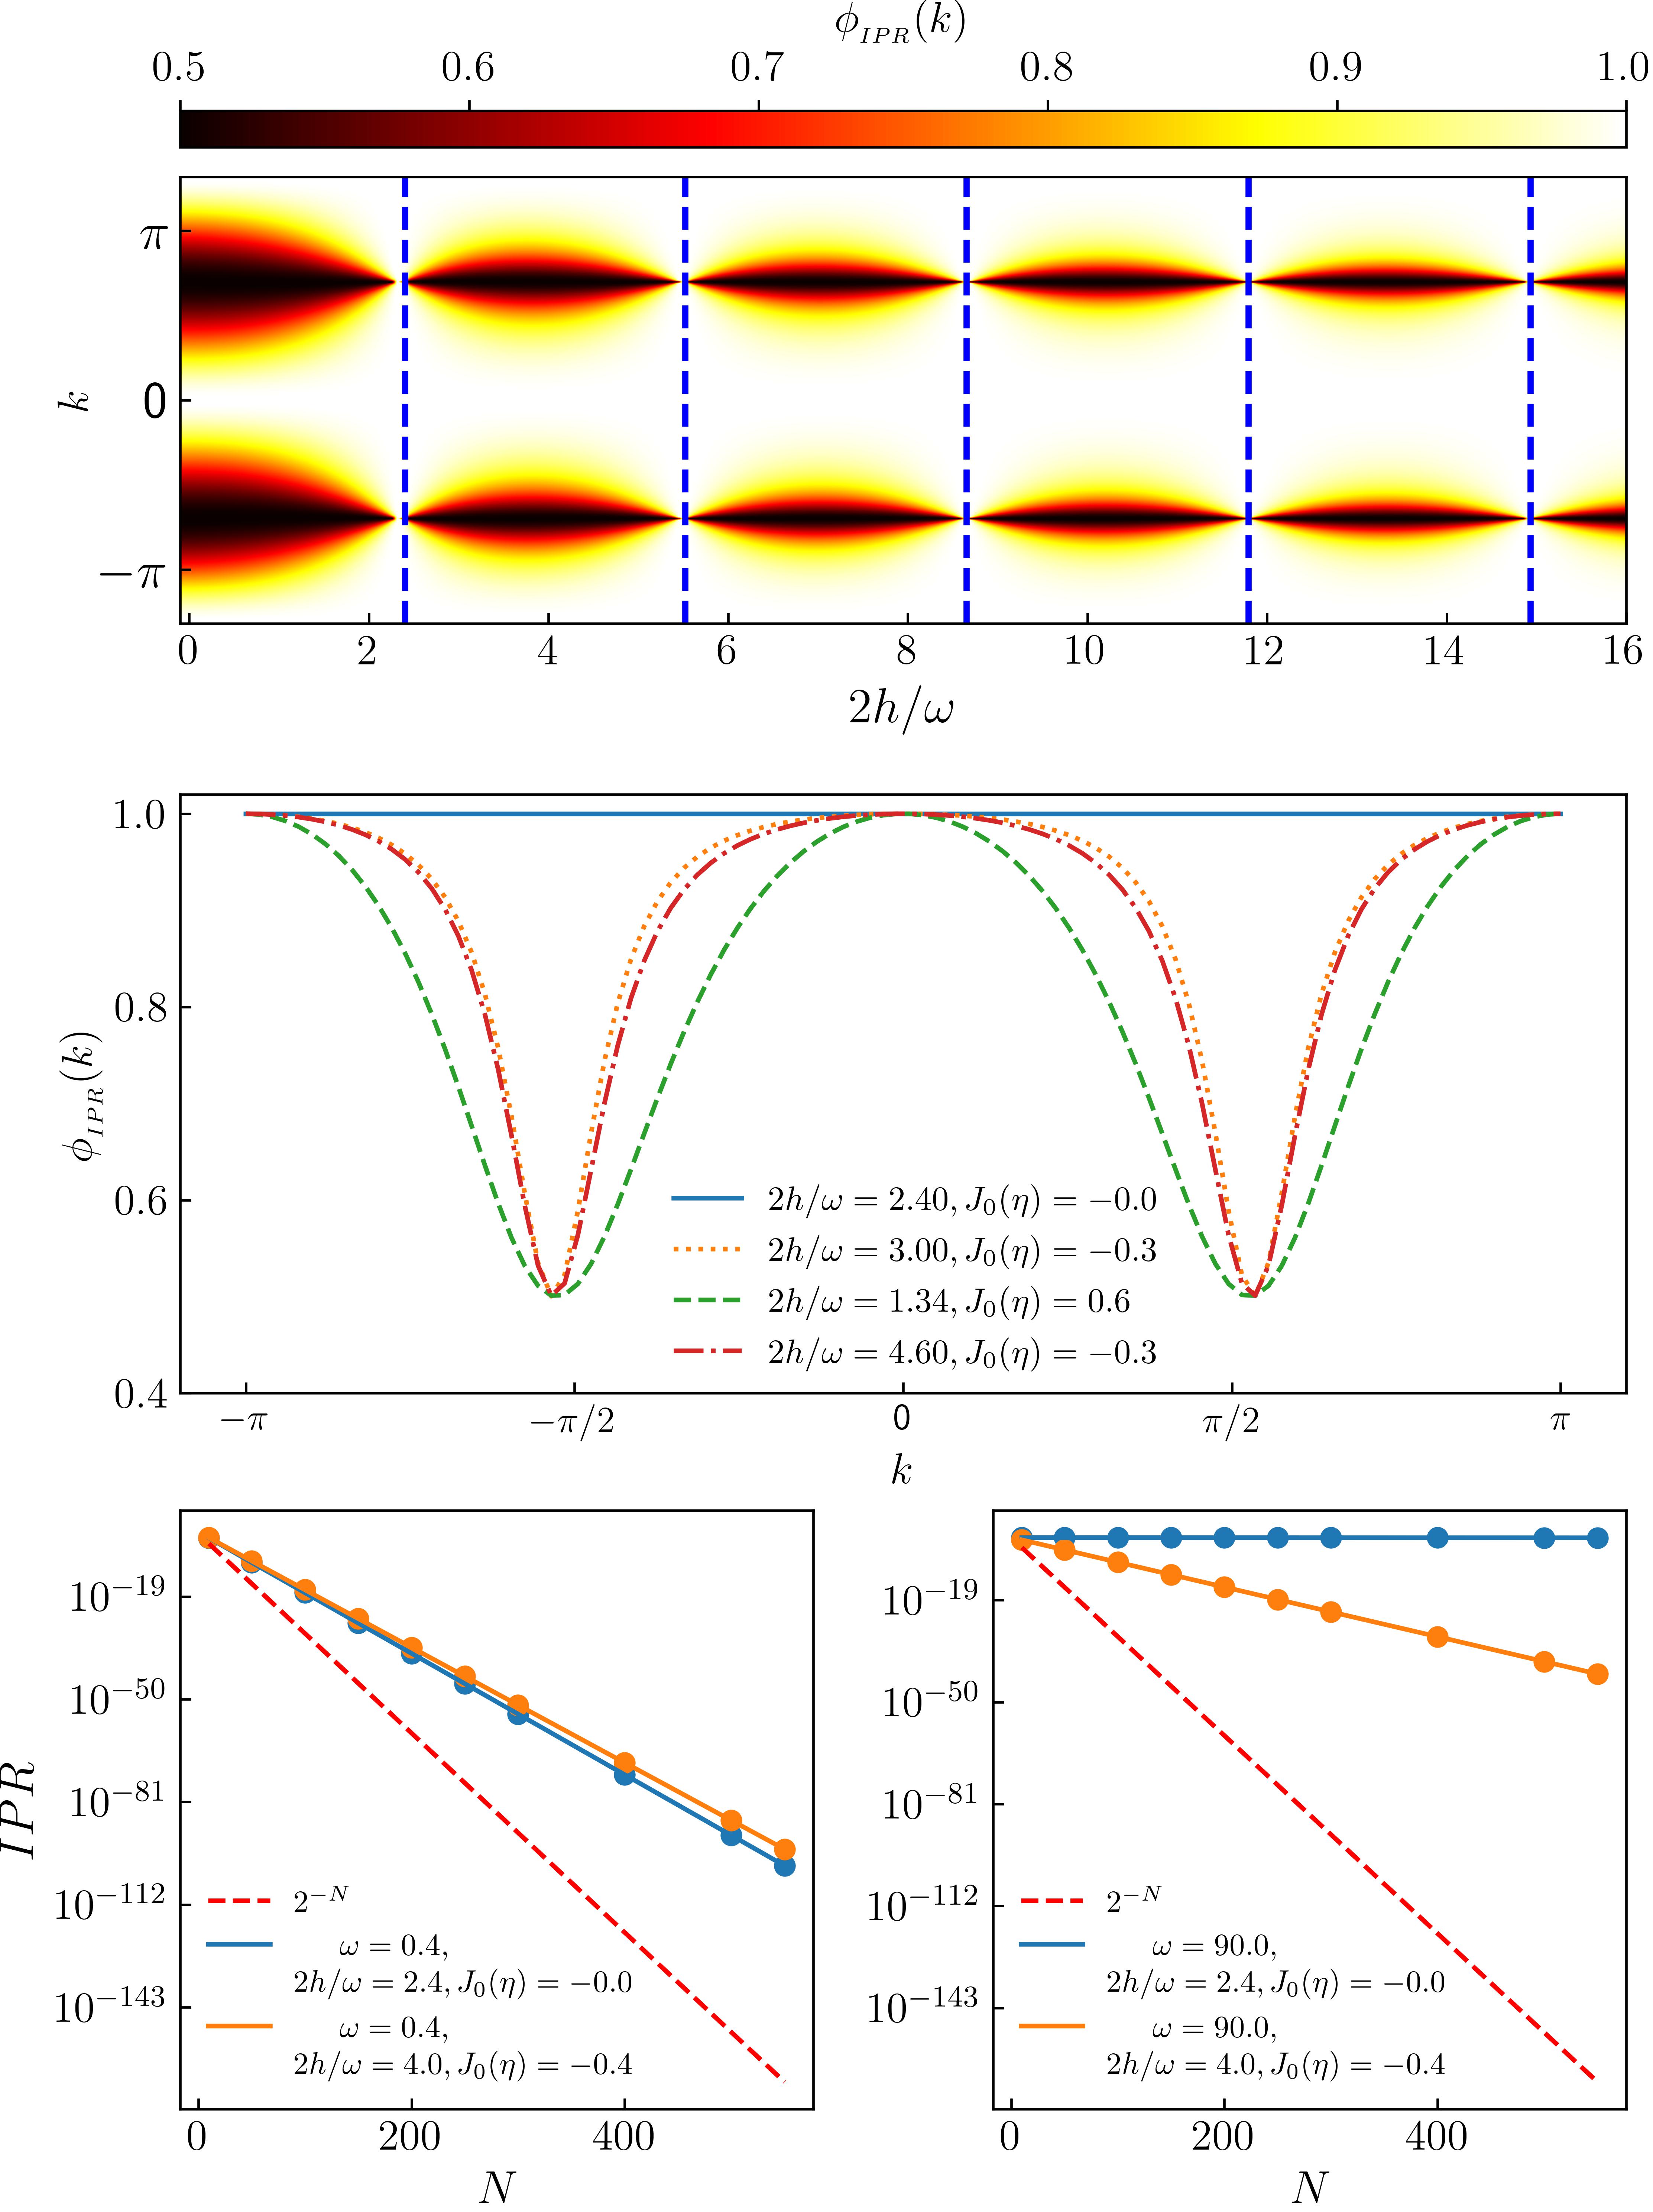 ϕ_IPR(k)
0.5 0.6 0.7 0.8 0.9 1.0
π
0
−π
k
0 2 4 6 8 10 12 14 16
2h/ω
1.0
0.8
0.6
0.4
ϕ_IPR(k)
2h/ω = 2.40, J₀(η) = −0.0
2h/ω = 3.00, J₀(η) = −0.3
2h/ω = 1.34, J₀(η) = 0.6
2h/ω = 4.60, J₀(η) = −0.3
−π −π/2 0 π/2 π
k
IPR
10⁻¹⁹
10⁻⁵⁰
10⁻⁸¹
10⁻¹¹²
10⁻¹⁴³
2⁻ᴺ
ω = 0.4,
2h/ω = 2.4, J₀(η) = −0.0
ω = 0.4,
2h/ω = 4.0, J₀(η) = −0.4
0 200 400
N
10⁻¹⁹
10⁻⁵⁰
10⁻⁸¹
10⁻¹¹²
10⁻¹⁴³
2⁻ᴺ
ω = 90.0,
2h/ω = 2.4, J₀(η) = −0.0
ω = 90.0,
2h/ω = 4.0, J₀(η) = −0.4
0 200 400
N